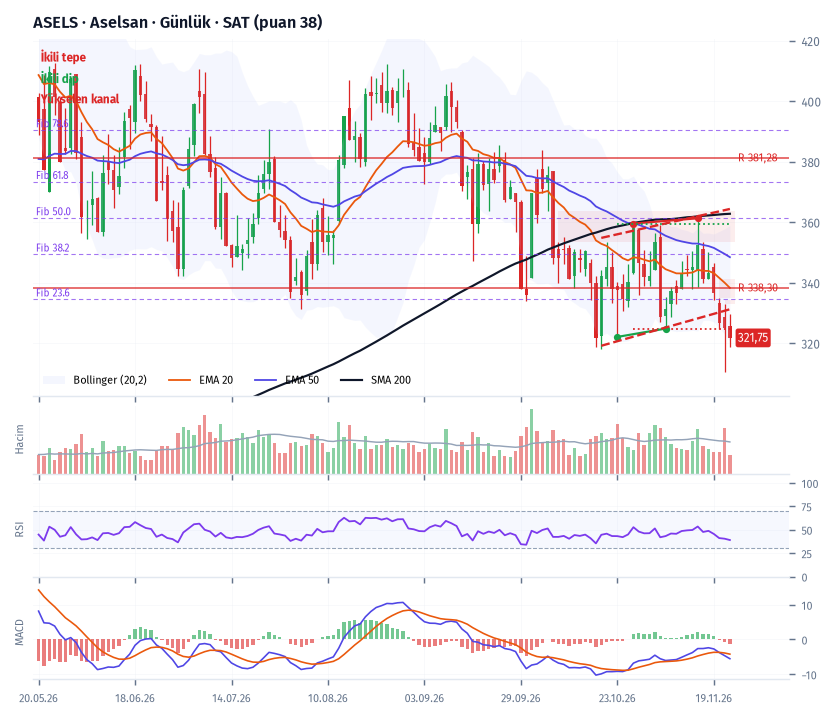 ASELS · Aselsan · Günlük · SAT (puan 38)
420
İkili tepe
İkili dip
Yükselen kanal
400
Fib 78.6
R 381,28
380
Fib 61.8
Fib 50.0
360
Fib 38.2
340
R 338,30
Fib 23.6
321,75
320
Bollinger (20,2) EMA 20 EMA 50 SMA 200
Hacim
100
75
RSI
50
25
0
10
MACD
0
-10
20.05.26 18.06.26 14.07.26 10.08.26 03.09.26 29.09.26 23.10.26 19.11.26